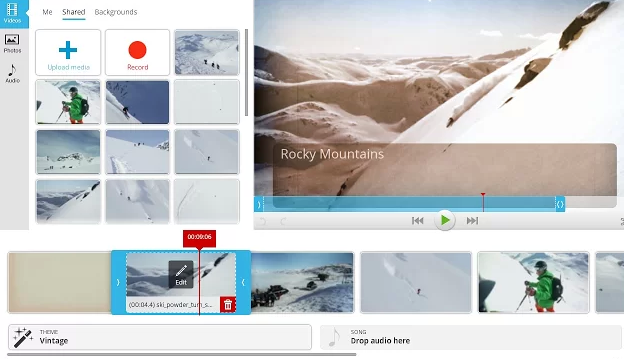 Me Shared Backgrounds
Videos
Photos
Audio
Upload media
Record
Rocky Mountains
00:09:06
Edit
(00:04.4) ski_powder_turn_s...
THEME
Vintage
SONG
Drop audio here